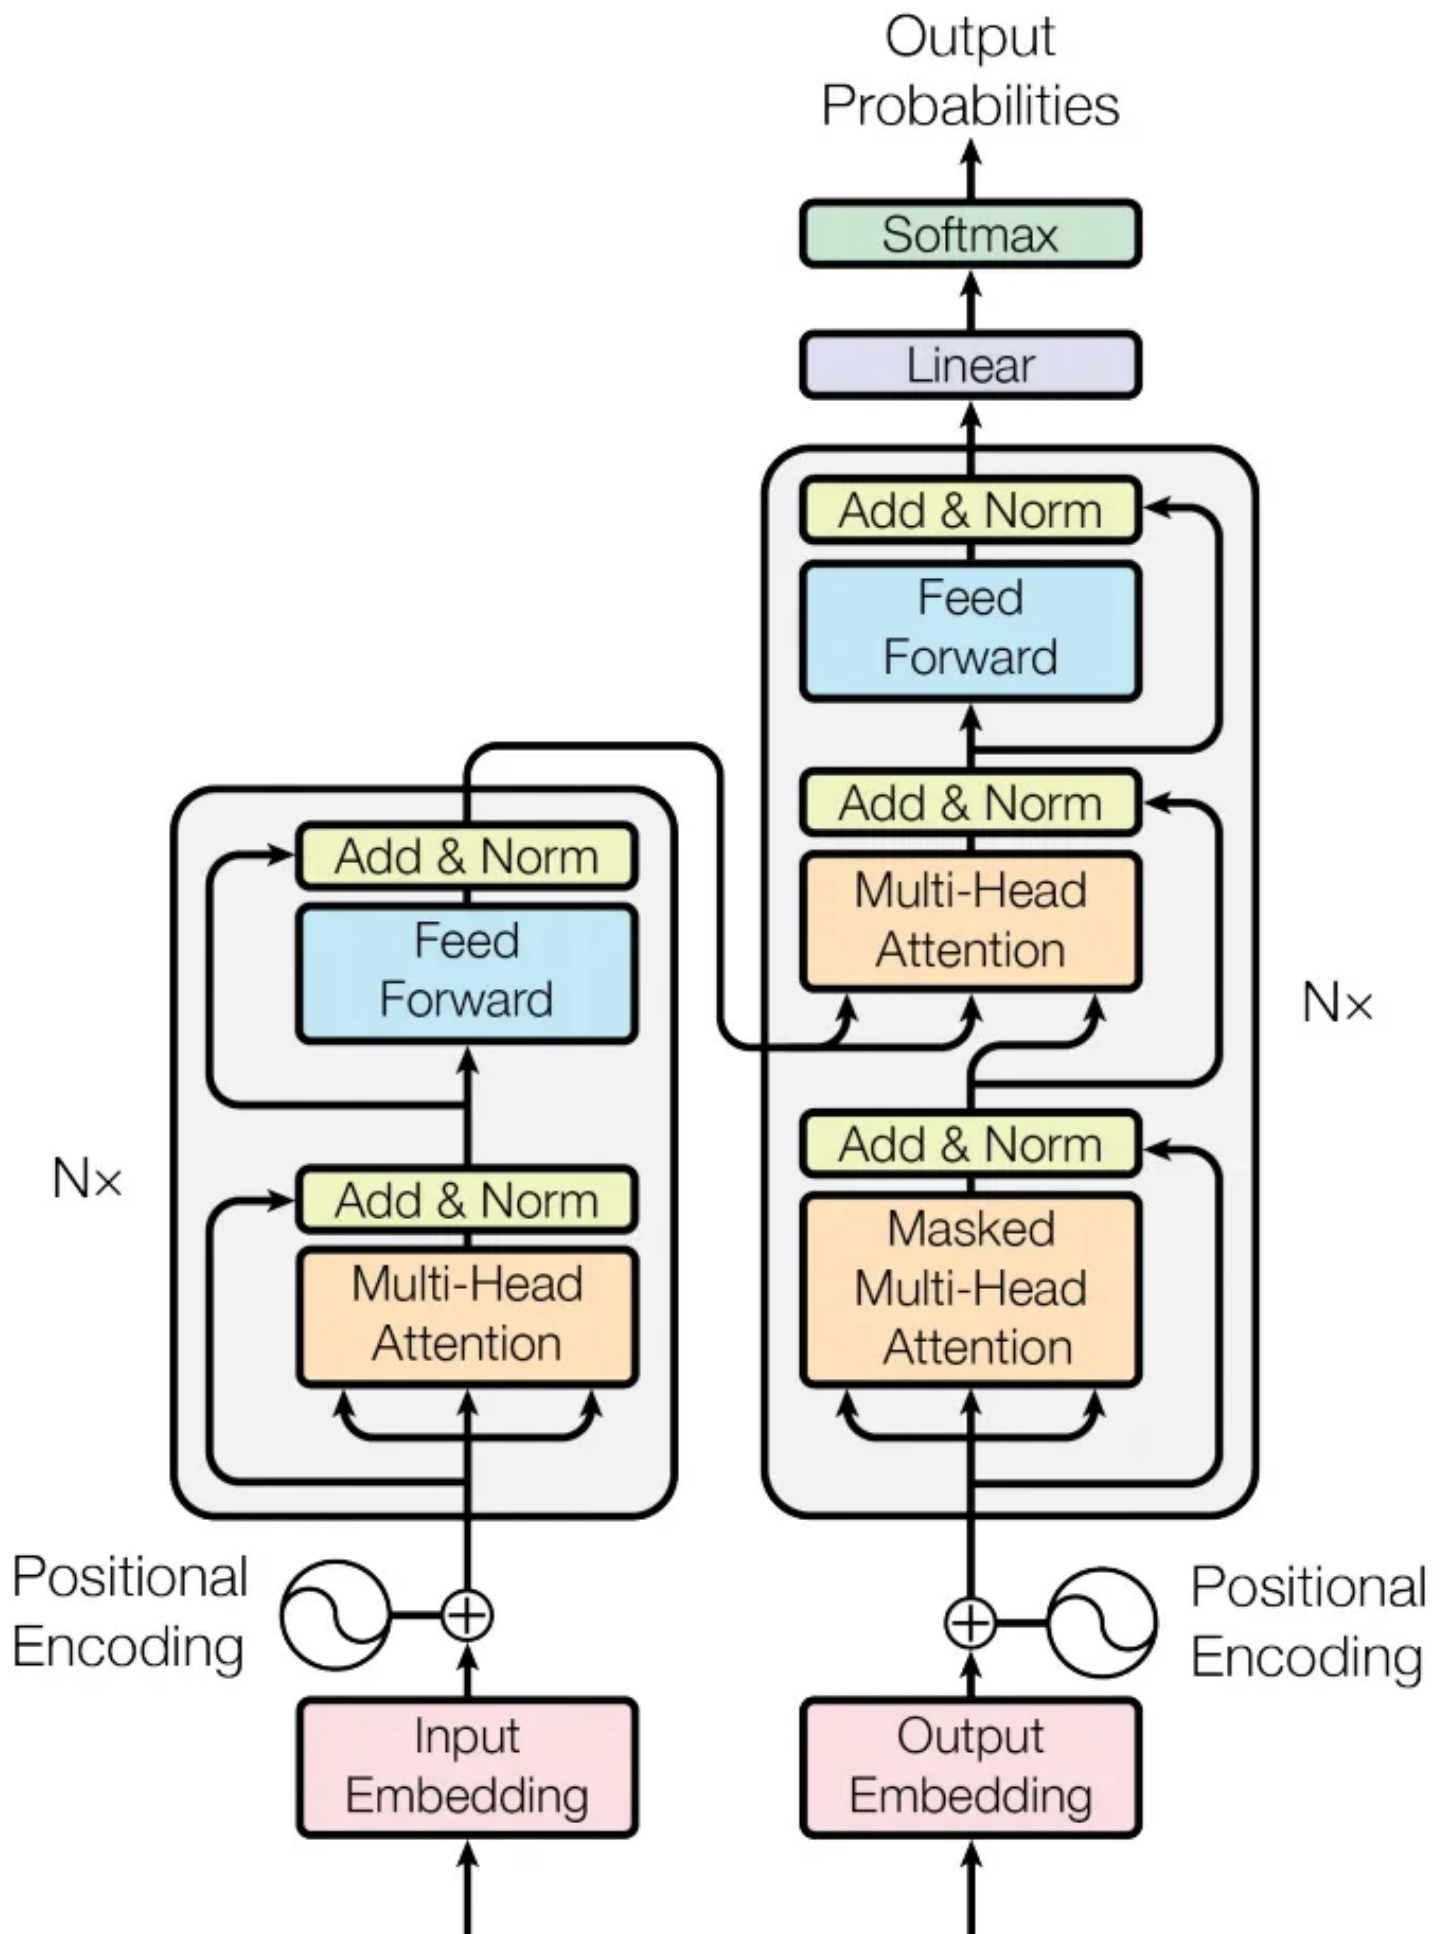 Output
Probabilities
Softmax
Linear
Add & Norm
Feed
Forward
Add & Norm
Multi-Head
Attention
Nx
Add & Norm
Masked
Multi-Head
Attention
Add & Norm
Feed
Forward
Nx
Add & Norm
Multi-Head
Attention
Positional
Encoding
Positional
Encoding
Input
Embedding
Output
Embedding